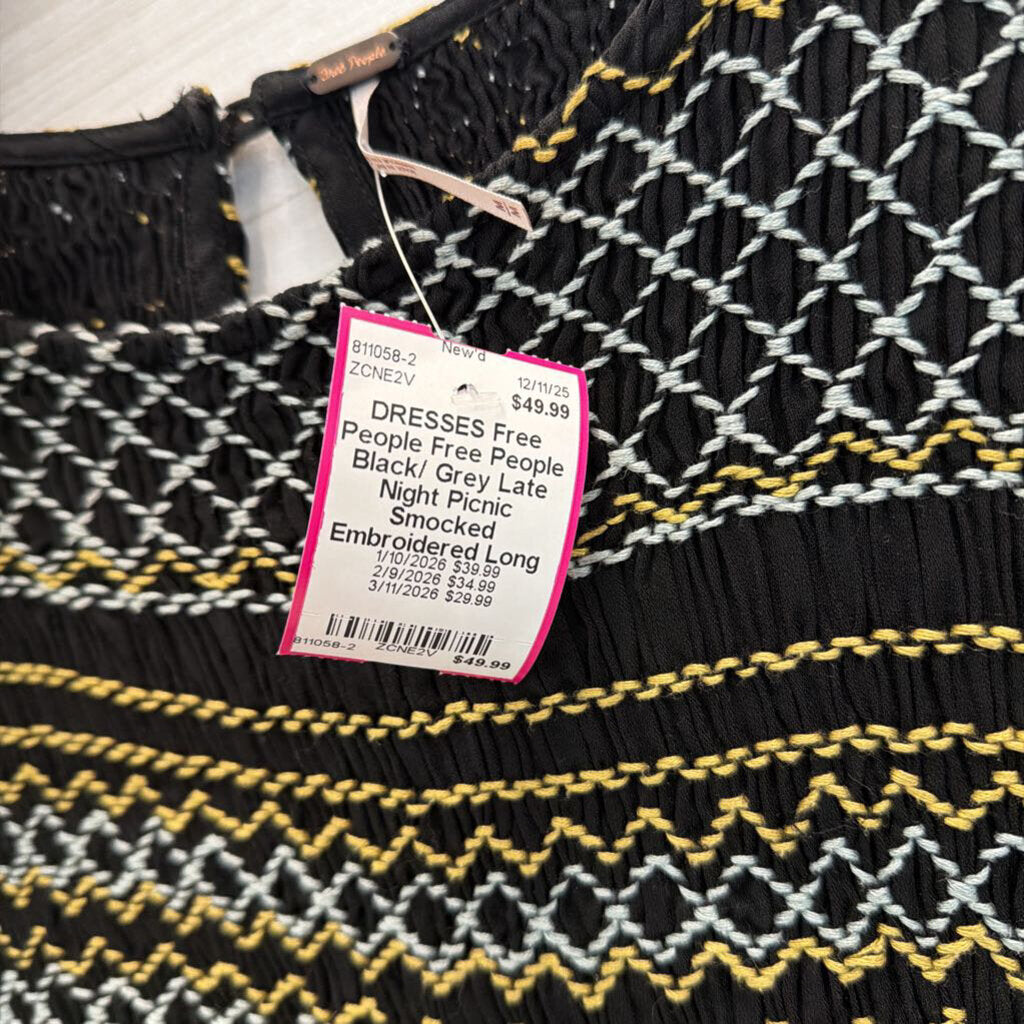 Free People
M M
New'd
811058-2
12/11/25
ZCNE2V
$49.99
DRESSES Free
People Free People
Black/ Grey Late
Night Picnic
Smocked
Embroidered Long
1/10/2026 $39.99
2/9/2026 $34.99
3/11/2026 $29.99
811058-2 ZCNE2V $49.99